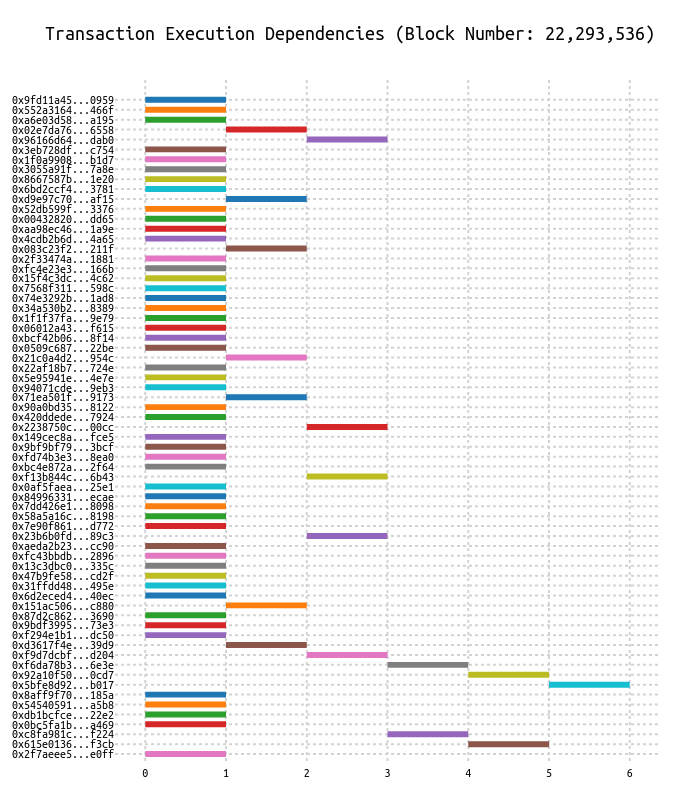 Transaction Execution Dependencies (Block Number: 22,293,536)
0x9fd11a45...0959
0x552a3164...466f
0xa6e03d58...a195
0x02e7da76...6558
0x96166d64...dab0
0x3eb728df...c754
0x1f0a9908...b1d7
0x3055a91f...7a8e
0x8667587b...1e20
0x6bd2ccf4...3781
0xd9e97c70...af15
0x52db599f...3376
0x00432820...dd65
0xaa98ec46...1a9e
0x4cdb2b6d...4a65
0x083c23f2...211f
0x2f33474a...1881
0xfc4e23e3...166b
0x15f4c3dc...4c62
0x7568f311...598c
0x74e3292b...1ad8
0x34a530b2...8389
0x1f1f37fa...9e79
0x06012a43...f615
0xbcf42b06...8f14
0x0509c687...22be
0x21c0a4d2...954c
0x22af18b7...724e
0x5e95941e...4e7e
0x94071cde...9eb3
0x71ea501f...9173
0x90a0bd35...8122
0x420ddede...7924
0x2238750c...00cc
0x149cec8a...fce5
0x9bf9bf79...3bcf
0xfd74b3e3...8ea0
0xbc4e872a...2f64
0xf13b844c...6b43
0x0af5faea...25e1
0x84996331...ecae
0x7dd426e1...8098
0x58a5a16c...8198
0x7e90f861...d772
0x23b6b0fd...89c3
0xaeda2b23...cc90
0xfc43bbdb...2896
0x13c3dbc0...335c
0x47b9fe58...cd2f
0x31ffdd48...495e
0x6d2eced4...40ec
0x151ac506...c880
0x87d2c862...3690
0x9bdf3995...73e3
0xf294e1b1...dc50
0xd3617f4e...39d9
0xf9d7dcbf...d204
0xf6da78b3...6e3e
0x92a10f50...0cd7
0x5bfe8d92...b017
0x8aff9f70...185a
0x54540591...a5b8
0xdb1bcfce...22e2
0x0bc5fa1b...a469
0xc8fa981c...f224
0x615e0136...f3cb
0x2f7aeee5...e0ff
0 1 2 3 4 5 6